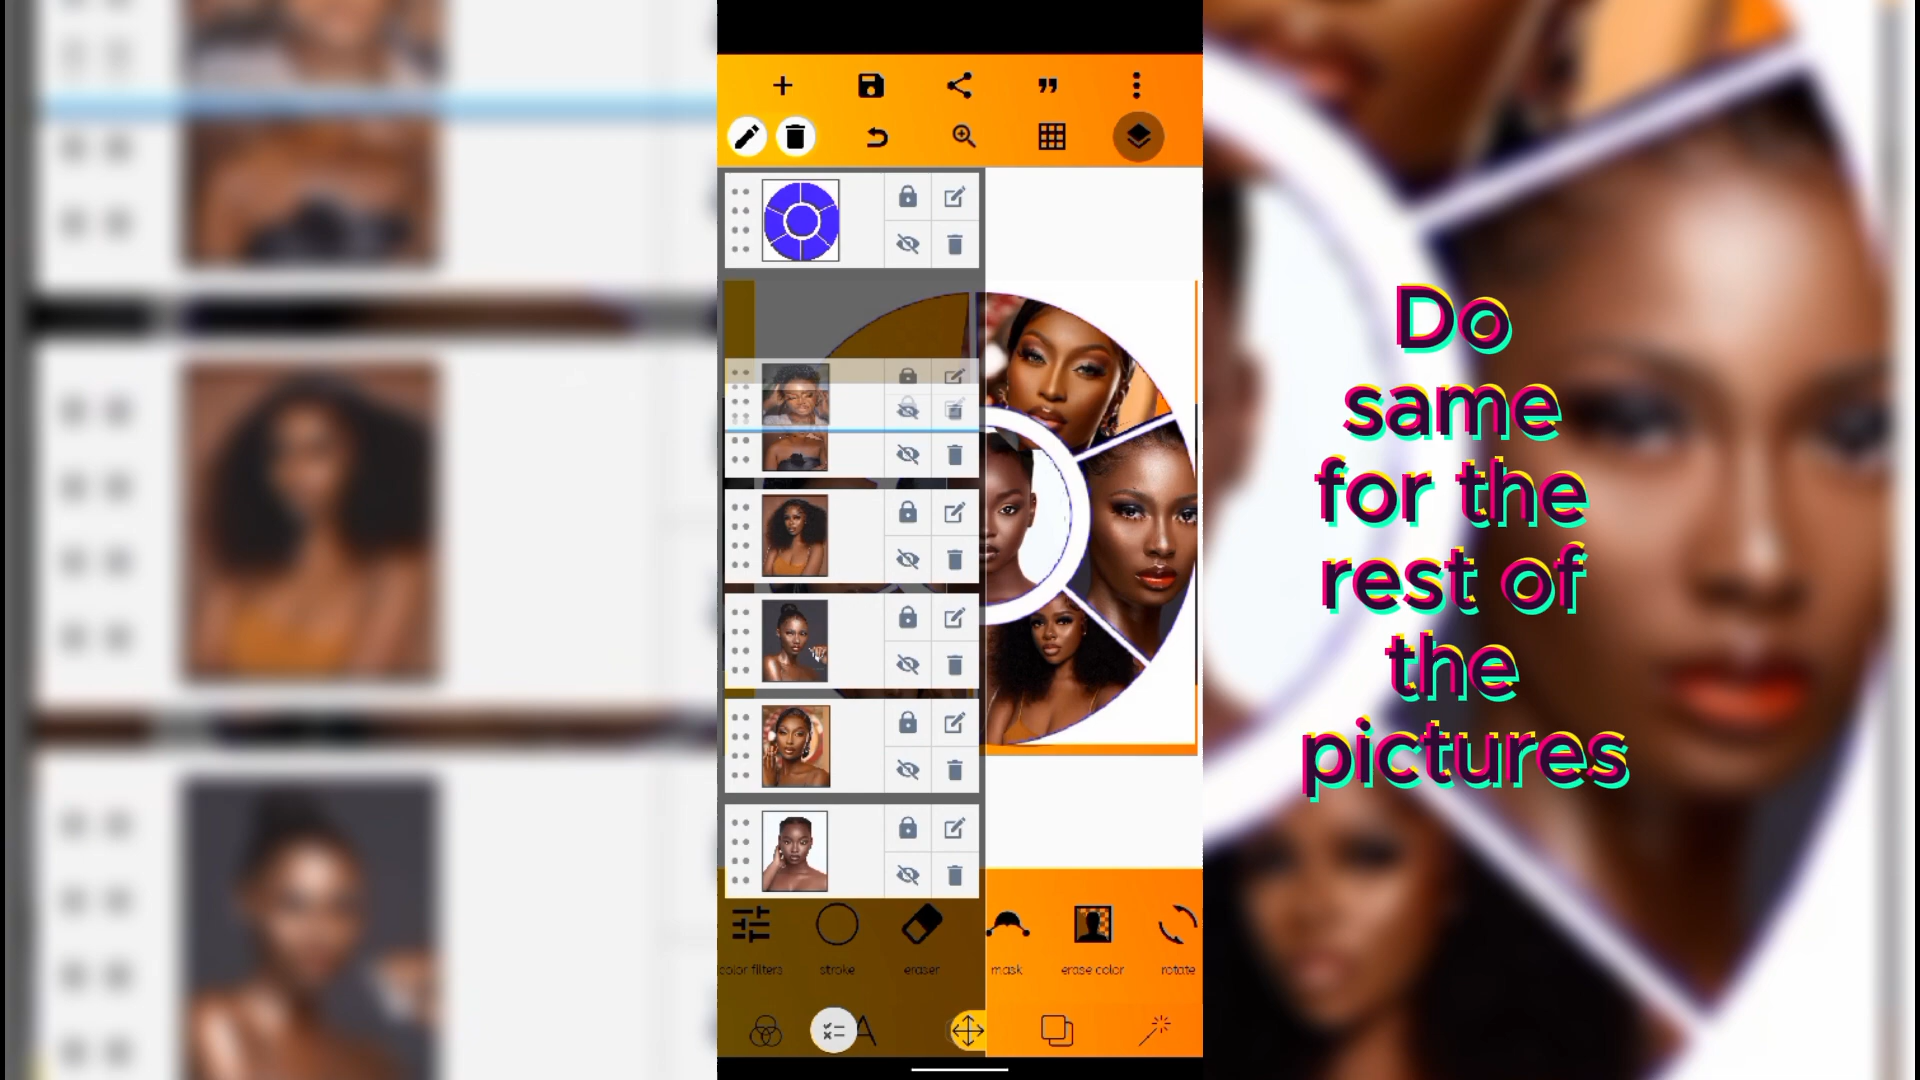 Do
same
for the
rest of
the
pictures
color filters
stroke
eraser
mask
erase color
rotate